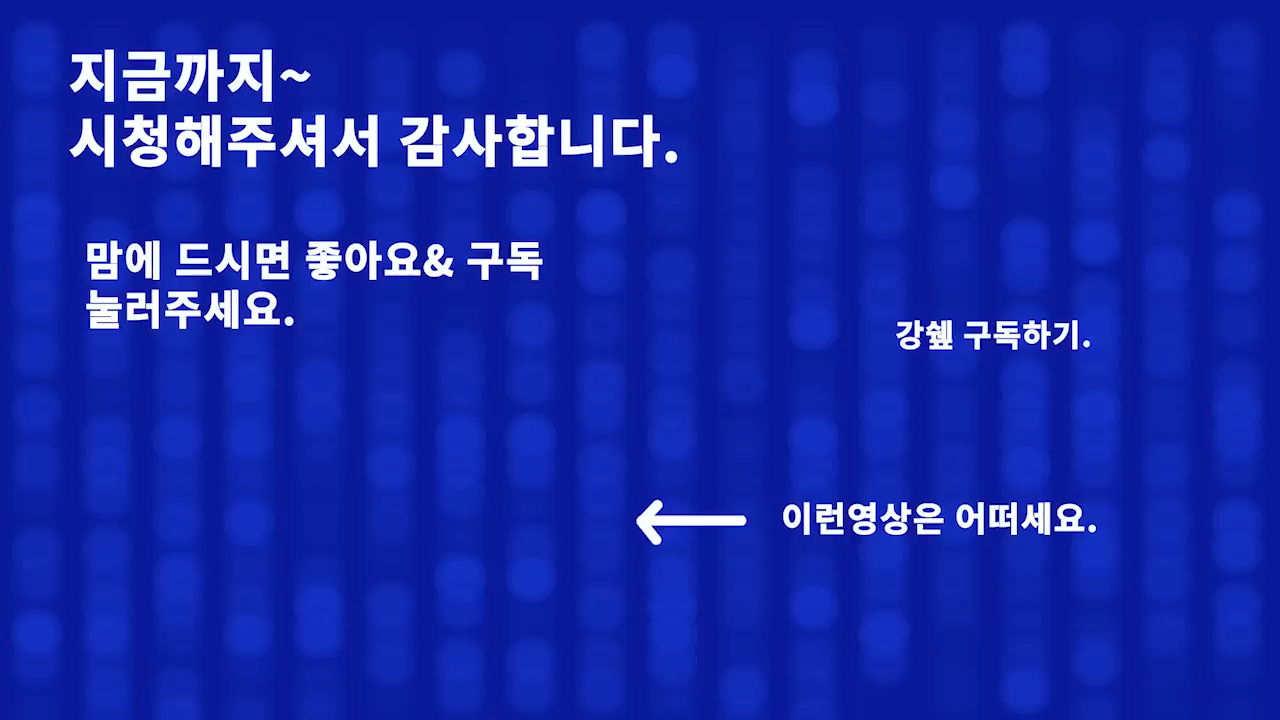 지금까지~
시청해주셔서 감사합니다.
맘에 드시면 좋아요& 구독
눌러주세요.
강쉪 구독하기.
이런영상은 어떠세요.